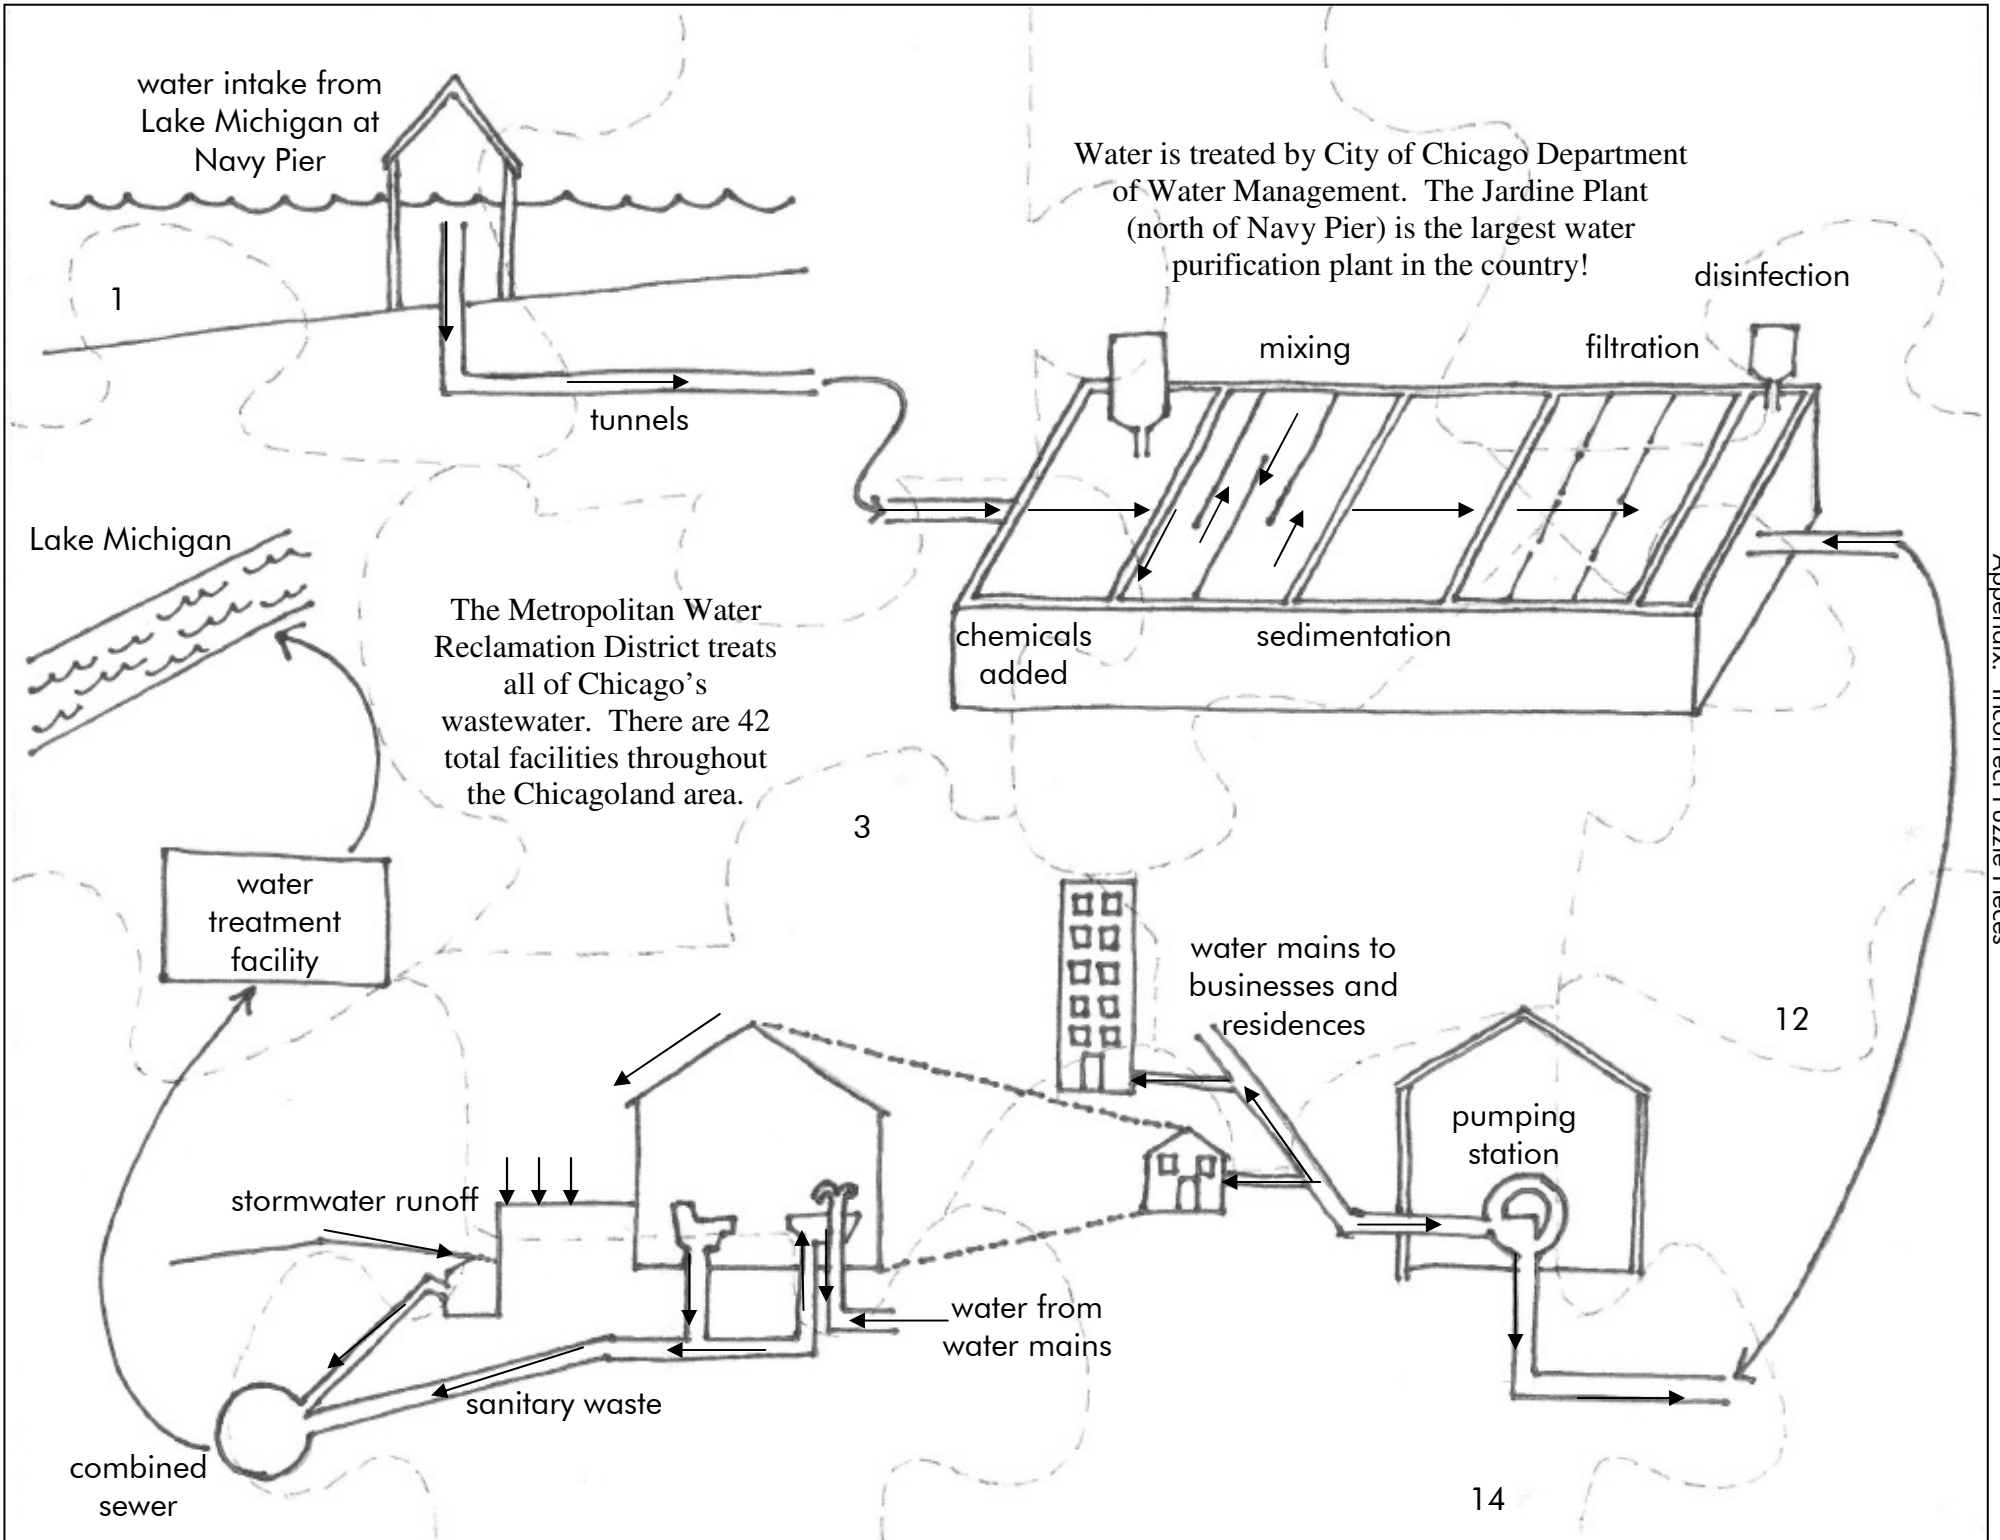 water intake from
Lake Michigan at
Navy Pier
1
tunnels
Water is treated by City of Chicago Department
of Water Management.  The Jardine Plant
(north of Navy Pier) is the largest water
purification plant in the country!
disinfection
mixing
filtration
chemicals
added
sedimentation
Lake Michigan
The Metropolitan Water
Reclamation District treats
all of Chicago’s
wastewater.  There are 42
total facilities throughout
the Chicagoland area.
3
water
treatment
facility
water mains to
businesses and
residences
12
pumping
station
stormwater runoff
water from
water mains
sanitary waste
combined
sewer
14
Appendix:  Incorrect Puzzle Pieces